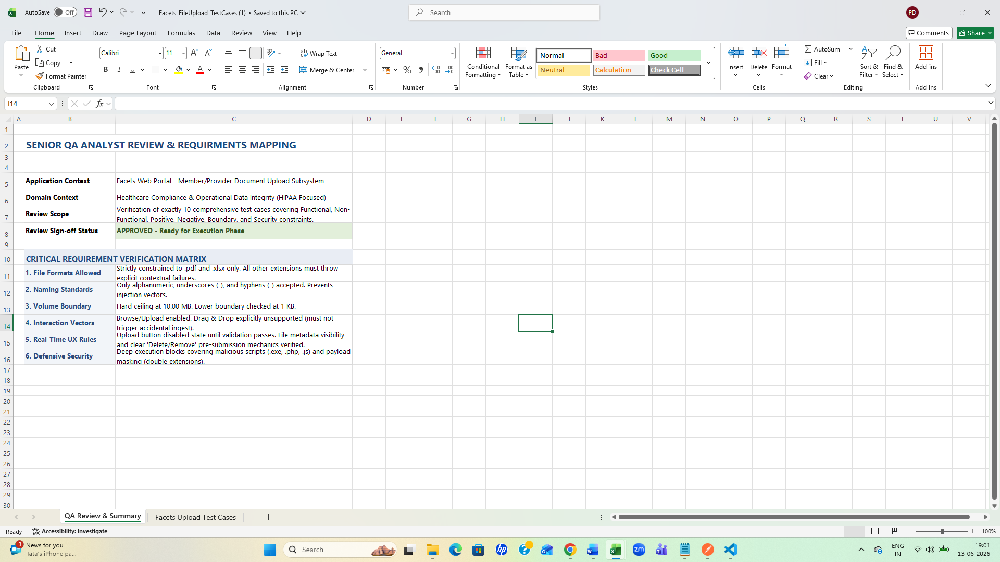 AutoSave Off Facets_FileUpload_TestCases (1) • Saved to this PC Search PD
File Home Insert Draw Page Layout Formulas Data Review View Help Comments Share
Paste Cut Copy Format Painter Clipboard
Calibri 11 B I U A Font
Wrap Text Merge & Center Alignment
General % Number
Conditional Formatting Format as Table Normal Bad Good Neutral Calculation Check Cell Styles
Insert Delete Format Cells
AutoSum Fill Clear Sort & Filter Find & Select Editing
Add-ins Add-ins
I14 fx
A B C D E F G H I J K L M N O P Q R S T U V
1
2 SENIOR QA ANALYST REVIEW & REQUIRMENTS MAPPING
3
4
5 Application Context Facets Web Portal - Member/Provider Document Upload Subsystem
6 Domain Context Healthcare Compliance & Operational Data Integrity (HIPAA Focused)
7 Review Scope Verification of exactly 10 comprehensive test cases covering Functional, Non-
Functional, Positive, Negative, Boundary, and Security constraints.
8 Review Sign-off Status APPROVED - Ready for Execution Phase
9
10 CRITICAL REQUIREMENT VERIFICATION MATRIX
11 1. File Formats Allowed Strictly constrained to .pdf and .xlsx only. All other extensions must throw
explicit contextual failures.
12 2. Naming Standards Only alphanumeric, underscores (_), and hyphens (-) accepted. Prevents
injection vectors.
13 3. Volume Boundary Hard ceiling at 10.00 MB. Lower boundary checked at 1 KB.
14 4. Interaction Vectors Browse/Upload enabled. Drag & Drop explicitly unsupported (must not
trigger accidental ingest).
15 5. Real-Time UX Rules Upload button disabled state until validation passes. File metadata visibility
and clear 'Delete/Remove' pre-submission mechanics verified.
16 6. Defensive Security Deep execution blocks covering malicious scripts (.exe, .php, .js) and payload
masking (double extensions).
17
18
19
20
21
22
23
24
25
26
27
28
29
30
QA Review & Summary Facets Upload Test Cases
Ready Accessibility: Investigate 100%
3 News for you
Tata's iPhone pa...
Search
hp
zm
ENG
IN
19:01
13-06-2026